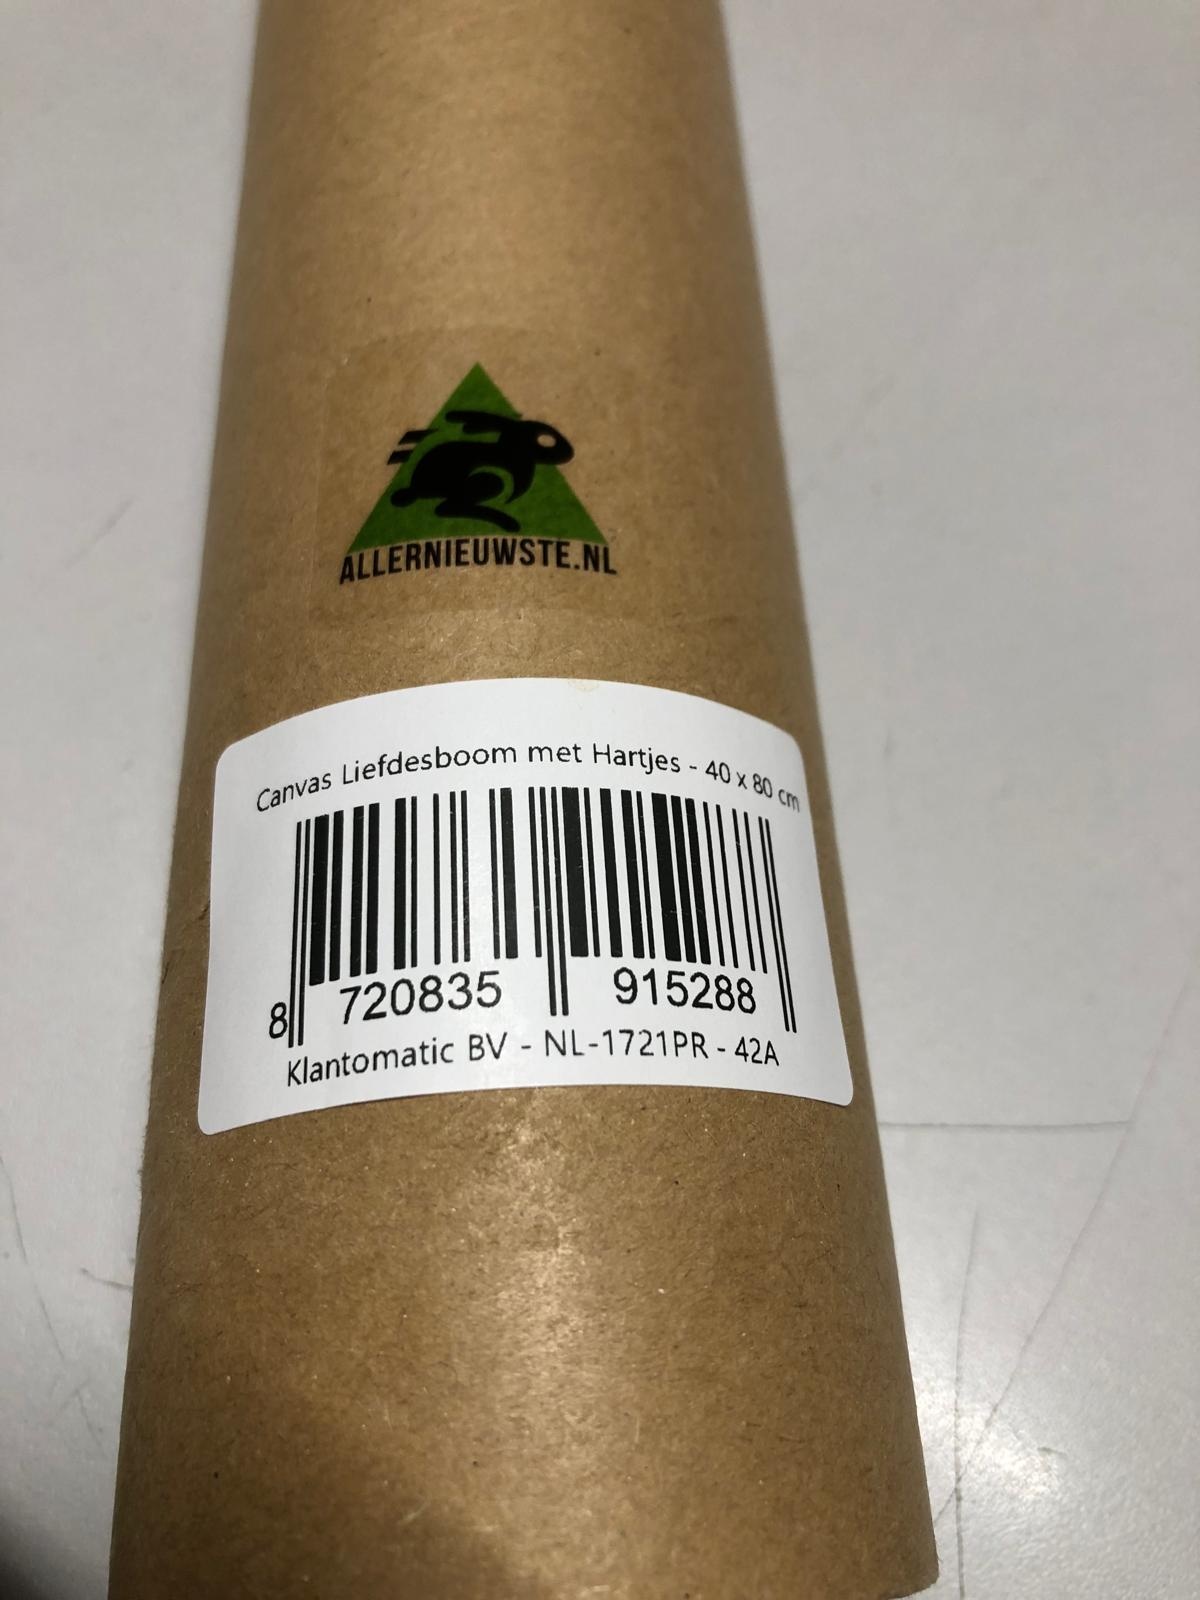 ALLERNIEUWSTE.NL
Canvas Liefdesboom met Hartjes - 40 x 80 cm
8 720835 915288
Klantomatic BV - NL-1721PR - 42A